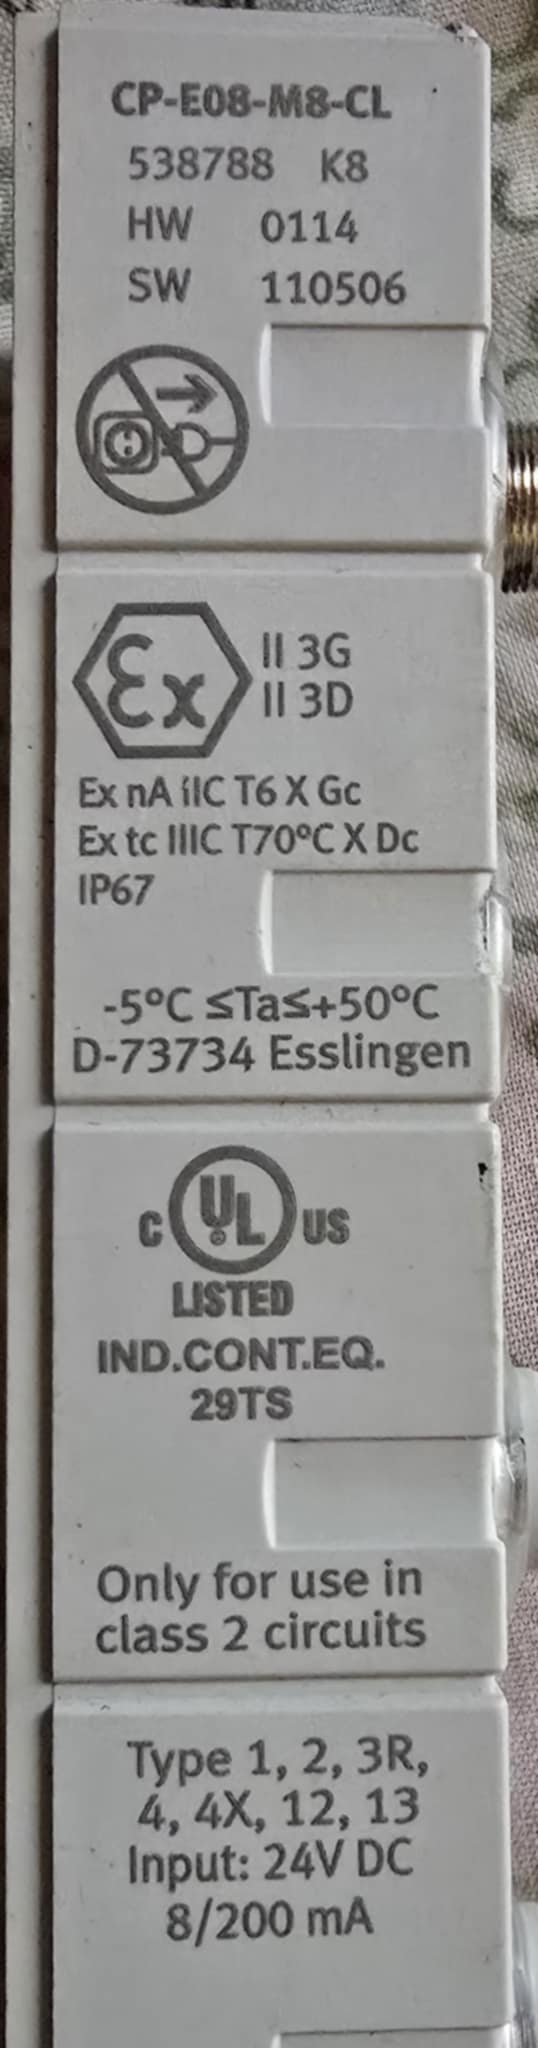 CP-E08-M8-CL
538788 K8
HW 0114
SW 110506
Ex II 3G
II 3D
Ex nA IIC T6 X Gc
Ex tc IIIC T70°C X Dc
IP67
-5°C ≤Ta≤+50°C
D-73734 Esslingen
C UL US
LISTED
IND.CONT.EQ.
29TS
Only for use in
class 2 circuits
Type 1, 2, 3R,
4, 4X, 12, 13
Input: 24V DC
8/200 mA